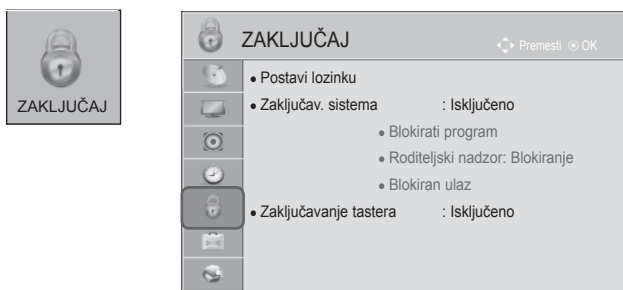 ZAKLJUČAJ
ZAKLJUČAJ
Premesti OK
• Postavi lozinku
• Zaključav. sistema : Isključeno
• Blokirati program
• Roditeljski nadzor: Blokiranje
• Blokiran ulaz
• Zaključavanje tastera : Isključeno